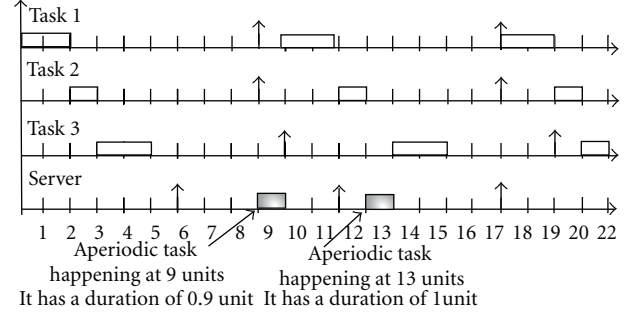 Task 1
Task 2
Task 3
Server
1 2 3 4 5 6 7 8 9 10 11 12 13 14 15 16 17 18 19 20 21 22
Aperiodic task
happening at 9 units
It has a duration of 0.9 unit
Aperiodic task
happening at 13 units
It has a duration of 1unit